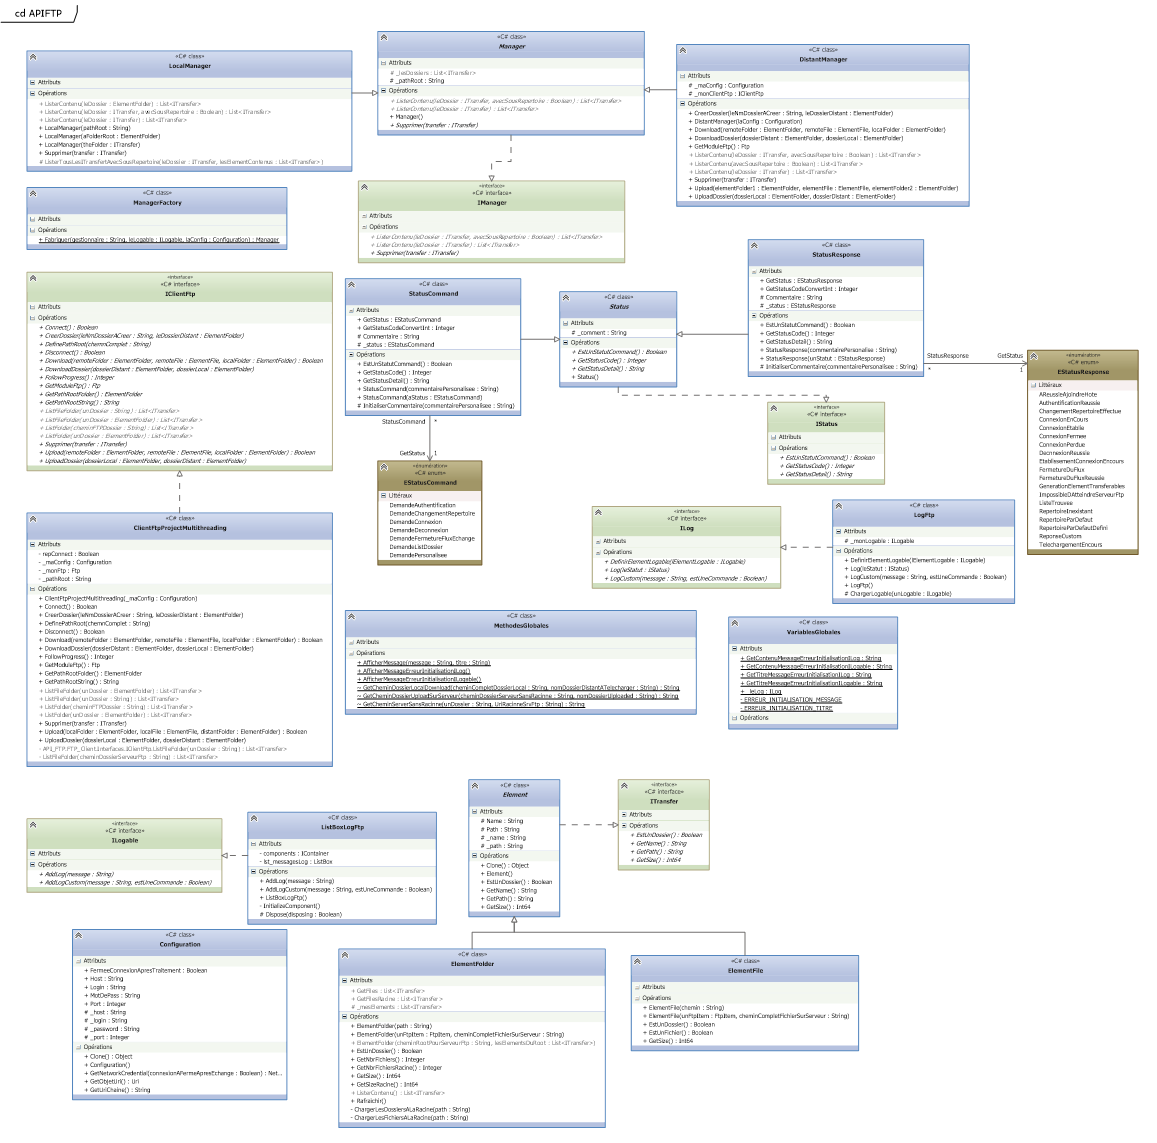 cd APIFTP
«C# class»
LocalManager
Attributs
Opérations
+ ListerContenu(leDossier : ElementFolder) : List<ITransfer>
+ ListerContenu(leDossier : ITransfer, avecSousRepertoire : Boolean) : List<ITransfer>
+ ListerContenu(leDossier : ITransfer) : List<ITransfer>
+ LocalManager(pathRoot : String)
+ LocalManager(aFolderRoot : ElementFolder)
+ LocalManager(theFolder : ITransfer)
+ Supprimer(transfer : ITransfer)
# ListerTousLesITransfertAvecSousRepertoire(leDossier : ITransfer, lesElementContenus : List<ITransfer>)
«C# class»
Manager
Attributs
# _lesDossiers : List<ITransfer>
# _pathRoot : String
Opérations
+ ListerContenu(leDossier : ITransfer, avecSousRepertoire : Boolean) : List<ITransfer>
+ ListerContenu(leDossier : ITransfer) : List<ITransfer>
+ Manager()
+ Supprimer(transfer : ITransfer)
«C# class»
DistantManager
Attributs
# _maConfig : Configuration
# _monClientFtp : IClientFtp
Opérations
+ CreerDossier(leNmDossierACreer : String, leDossierDistant : ElementFolder)
+ DistantManager(laConfig : Configuration)
+ Download(remoteFolder : ElementFolder, remoteFile : ElementFile, localFolder : ElementFolder)
+ DownloadDossier(dossierDistant : ElementFolder, dossierLocal : ElementFolder)
+ GetModuleFtp() : Ftp
+ ListerContenu(leDossier : ITransfer, avecSousRepertoire : Boolean) : List<ITransfer>
+ ListerContenu(avecSousRepertoire : Boolean) : List<ITransfer>
+ ListerContenu(leDossier : ITransfer) : List<ITransfer>
+ Supprimer(transfer : ITransfer)
+ Upload(elementFolder1 : ElementFolder, elementFile : ElementFile, elementFolder2 : ElementFolder)
+ UploadDossier(dossierLocal : ElementFolder, dossierDistant : ElementFolder)
«C# class»
ManagerFactory
Attributs
Opérations
+ Fabriquer(gestionnaire : String, leLogable : ILogable, laConfig : Configuration) : Manager
«interface»
«C# interface»
IManager
Attributs
Opérations
+ ListerContenu(leDossier : ITransfer, avecSousRepertoire : Boolean) : List<ITransfer>
+ ListerContenu(leDossier : ITransfer) : List<ITransfer>
+ Supprimer(transfer : ITransfer)
«interface»
«C# interface»
IClientFtp
Attributs
Opérations
+ Connect() : Boolean
+ CreerDossier(leNmDossierACreer : String, leDossierDistant : ElementFolder)
+ DefinePathRoot(chemnComplet : String)
+ Disconnect() : Boolean
+ Download(remoteFolder : ElementFolder, remoteFile : ElementFile, localFolder : ElementFolder) : Boolean
+ DownloadDossier(dossierDistant : ElementFolder, dossierLocal : ElementFolder)
+ FollowProgress() : Integer
+ GetModuleFtp() : Ftp
+ GetPathRootFolder() : ElementFolder
+ GetPathRootString() : String
+ ListFileFolder(unDossier : String) : List<ITransfer>
+ ListFileFolder(unDossier : ElementFolder) : List<ITransfer>
+ ListFolder(cheminFTPDossier : String) : List<ITransfer>
+ ListFolder(unDossier : ElementFolder) : List<ITransfer>
+ Supprimer(transfer : ITransfer)
+ Upload(remoteFolder : ElementFolder, remoteFile : ElementFile, localFolder : ElementFolder) : Boolean
+ UploadDossier(dossierLocal : ElementFolder, dossierDistant : ElementFolder)
«C# class»
StatusCommand
Attributs
+ GetStatus : EStatusCommand
+ GetStatusCodeConvertInt : Integer
# Commentaire : String
# _status : EStatusCommand
Opérations
+ EstUnStatutCommand() : Boolean
+ GetStatusCode() : Integer
+ GetStatusDetail() : String
+ StatusCommand(commentairePersonalisee : String)
+ StatusCommand(aStatus : EStatusCommand)
# InitialiserCommentaire(commentairePersonalisee : String)
«C# class»
Status
Attributs
# _comment : String
Opérations
+ EstUnStatutCommand() : Boolean
+ GetStatusCode() : Integer
+ GetStatusDetail() : String
+ Status()
«C# class»
StatusResponse
Attributs
+ GetStatus : EStatusResponse
+ GetStatusCodeConvertInt : Integer
# Commentaire : String
# _status : EStatusResponse
Opérations
+ EstUnStatutCommand() : Boolean
+ GetStatusCode() : Integer
+ GetStatusDetail() : String
+ StatusResponse(commentairePersonalise : String)
+ StatusResponse(unStatut : EStatusResponse)
# InitialiserCommentaire(commentairePersonalisee : String)
StatusResponse
GetStatus
*
1
«énumération»
«C# enum»
EStatusResponse
Littéraux
AReussieAjoindreHote
AuthentificationReussie
ChangementRepertoireEffectue
ConnexionEnCours
ConnexionEtablie
ConnexionFermee
ConnexionPerdue
DeconnexionReussie
EtablissementConnexionEncours
FermetureDuFlux
FermetureDuFluxReussie
GenerationElementTransferables
ImpossibleDAtteindreServeurFtp
ListeTrouvee
RepertoireInexistant
RepertoireParDefaut
RepertoireParDefautDefini
ReponseCustom
TelechargementEncours
«interface»
«C# interface»
IStatus
Attributs
Opérations
+ EstUnStatutCommand() : Boolean
+ GetStatusCode() : Integer
+ GetStatusDetail() : String
StatusCommand
*
GetStatus
1
«énumération»
«C# enum»
EStatusCommand
Littéraux
DemandeAuthentification
DemandeChangementRepertoire
DemandeConnexion
DemandeDeconnexion
DemandeFermetureFluxEchange
DemandeListDossier
DemandePersonalisee
«interface»
«C# interface»
ILog
Attributs
Opérations
+ DefinirElementLogable(lElementLogable : ILogable)
+ Log(leStatut : IStatus)
+ LogCustom(message : String, estUneCommande : Boolean)
«C# class»
LogFtp
Attributs
# _monLogable : ILogable
Opérations
+ DefinirElementLogable(lElementLogable : ILogable)
+ Log(leStatut : IStatus)
+ LogCustom(message : String, estUneCommande : Boolean)
+ LogFtp()
# ChargerLogable(unLogable : ILogable)
«C# class»
ClientFtpProjectMultithreading
Attributs
- repConnect : Boolean
- _maConfig : Configuration
- _monFtp : Ftp
- _pathRoot : String
Opérations
+ ClientFtpProjectMultithreading(_maConfig : Configuration)
+ Connect() : Boolean
+ CreerDossier(leNmDossierACreer : String, leDossierDistant : ElementFolder)
+ DefinePathRoot(chemnComplet : String)
+ Disconnect() : Boolean
+ Download(remoteFolder : ElementFolder, remoteFile : ElementFile, localFolder : ElementFolder) : Boolean
+ DownloadDossier(dossierDistant : ElementFolder, dossierLocal : ElementFolder)
+ FollowProgress() : Integer
+ GetModuleFtp() : Ftp
+ GetPathRootFolder() : ElementFolder
+ GetPathRootString() : String
+ ListFileFolder(unDossier : ElementFolder) : List<ITransfer>
+ ListFileFolder(unDossier : String) : List<ITransfer>
+ ListFolder(cheminFTPDossier : String) : List<ITransfer>
+ ListFolder(unDossier : ElementFolder) : List<ITransfer>
+ Supprimer(transfer : ITransfer)
+ Upload(localFolder : ElementFolder, localFile : ElementFile, distantFolder : ElementFolder) : Boolean
+ UploadDossier(dossierLocal : ElementFolder, dossierDistant : ElementFolder)
- API_FTP.FTP_Client.Interfaces.IClientFtp.ListFileFolder(unDossier : String) : List<ITransfer>
- ListFileFolder(cheminDossierServeurFtp : String) : List<ITransfer>
«C# class»
MethodesGlobales
Attributs
Opérations
+ AfficherMessage(message : String, titre : String)
+ AfficherMessageErreurInitialisationILog()
+ AfficherMessageErreurInitialisationILogable()
~ GetCheminDossierLocalDownload(cheminCompletDossierLocal : String, nomDossierDistantATelecharger : String) : String
~ GetCheminDossierUploadSurServeur(cheminDossierServeurSansRacine : String, nomDossierUploaded : String) : String
~ GetCheminServerSansRacine(unDossier : String, UriRacinneSrvFtp : String) : String
«C# class»
VariablesGlobales
Attributs
+ GetContenuMessageErreurInitialisationILog : String
+ GetContenuMessageErreurInitialisationILogable : String
+ GetTitreMessageErreurInitialisationILog : String
+ GetTitreMessageErreurInitialisationILogable : String
+ _leLog : ILog
- ERREUR_INITIALISATION_MESSAGE
- ERREUR_INITIALISATION_TITRE
Opérations
«interface»
«C# interface»
ILogable
Attributs
Opérations
+ AddLog(message : String)
+ AddLogCustom(message : String, estUneCommande : Boolean)
«C# class»
ListBoxLogFtp
Attributs
- components : IContainer
- lst_messagesLog : ListBox
Opérations
+ AddLog(message : String)
+ AddLogCustom(message : String, estUneCommande : Boolean)
+ ListBoxLogFtp()
- InitializeComponent()
# Dispose(disposing : Boolean)
«C# class»
Element
Attributs
# Name : String
# Path : String
# _name : String
# _path : String
Opérations
+ Clone() : Object
+ Element()
+ EstUnDossier() : Boolean
+ GetName() : String
+ GetPath() : String
+ GetSize() : Int64
«interface»
«C# interface»
ITransfer
Attributs
Opérations
+ EstUnDossier() : Boolean
+ GetName() : String
+ GetPath() : String
+ GetSize() : Int64
«C# class»
Configuration
Attributs
+ FermeeConnexionApresTraitement : Boolean
+ Host : String
+ Login : String
+ MotDePass : String
+ Port : Integer
# _host : String
# _login : String
# _password : String
# _port : Integer
Opérations
+ Clone() : Object
+ Configuration()
+ GetNetworkCredential(connexionAFermeApresEchange : Boolean) : Net...
+ GetObjetUri() : Uri
+ GetUriChaine() : String
«C# class»
ElementFolder
Attributs
+ GetFiles : List<ITransfer>
+ GetFilesRacine : List<ITransfer>
# _mesElements : List<ITransfer>
Opérations
+ ElementFolder(path : String)
+ ElementFolder(unFtpItem : FtpItem, cheminCompletFichierSurServeur : String)
+ ElementFolder(cheminRootPourServeurFtp : String, lesElementsDuRoot : List<ITransfer>)
+ EstUnDossier() : Boolean
+ GetNbrFichiers() : Integer
+ GetNbrFichiersRacine() : Integer
+ GetSize() : Int64
+ GetSizeRacine() : Int64
+ ListerContenu() : List<ITransfer>
+ Rafraichir()
- ChargerLesDossiersALaRacine(path : String)
- ChargerLesFichiersALaRacine(path : String)
«C# class»
ElementFile
Attributs
Opérations
+ ElementFile(chemin : String)
+ ElementFile(unFtpItem : FtpItem, cheminCompletFichierSurServeur : String)
+ EstUnDossier() : Boolean
+ EstUnFichier() : Boolean
+ GetSize() : Int64